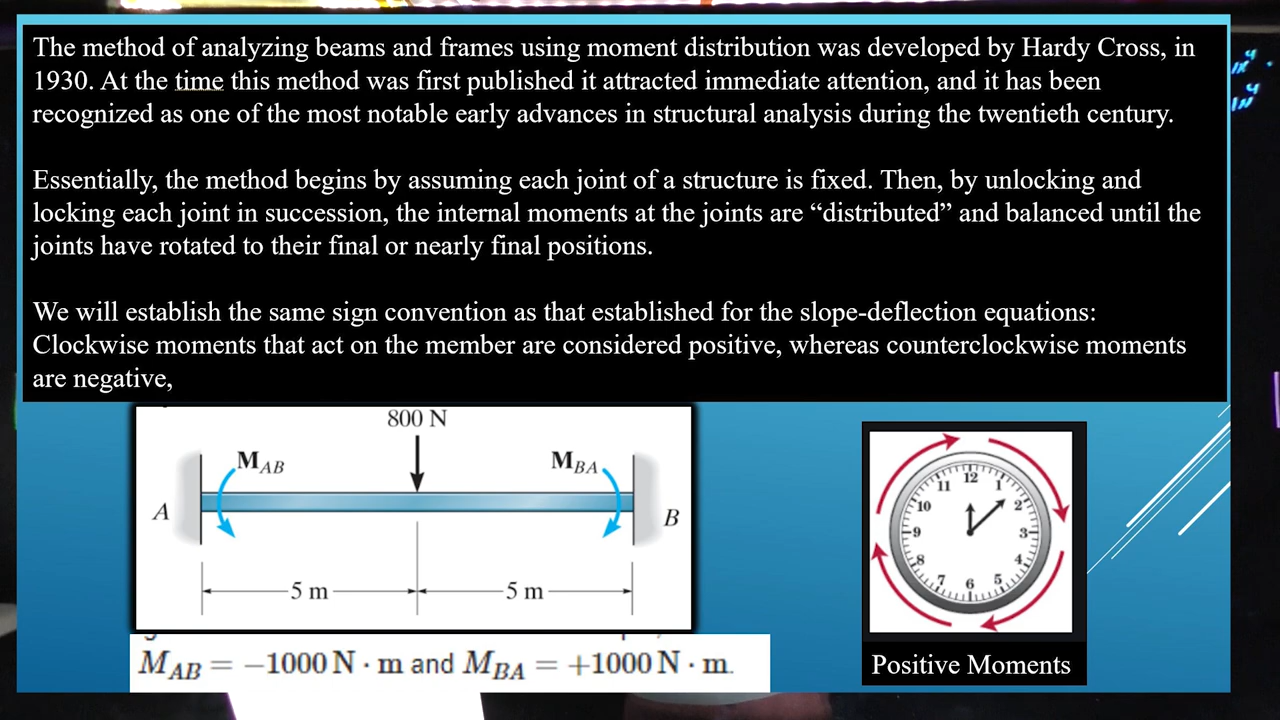 The method of analyzing beams and frames using moment distribution was developed by Hardy Cross, in
1930. At the time this method was first published it attracted immediate attention, and it has been
recognized as one of the most notable early advances in structural analysis during the twentieth century.
Essentially, the method begins by assuming each joint of a structure is fixed. Then, by unlocking and
locking each joint in succession, the internal moments at the joints are “distributed” and balanced until the
joints have rotated to their final or nearly final positions.
We will establish the same sign convention as that established for the slope-deflection equations:
Clockwise moments that act on the member are considered positive, whereas counterclockwise moments
are negative,
800 N
M_AB
M_BA
A
B
5 m
5 m
M_AB = −1000 N · m and M_BA = +1000 N · m.
12
1
2
3
4
5
6
7
8
9
10
11
Positive Moments